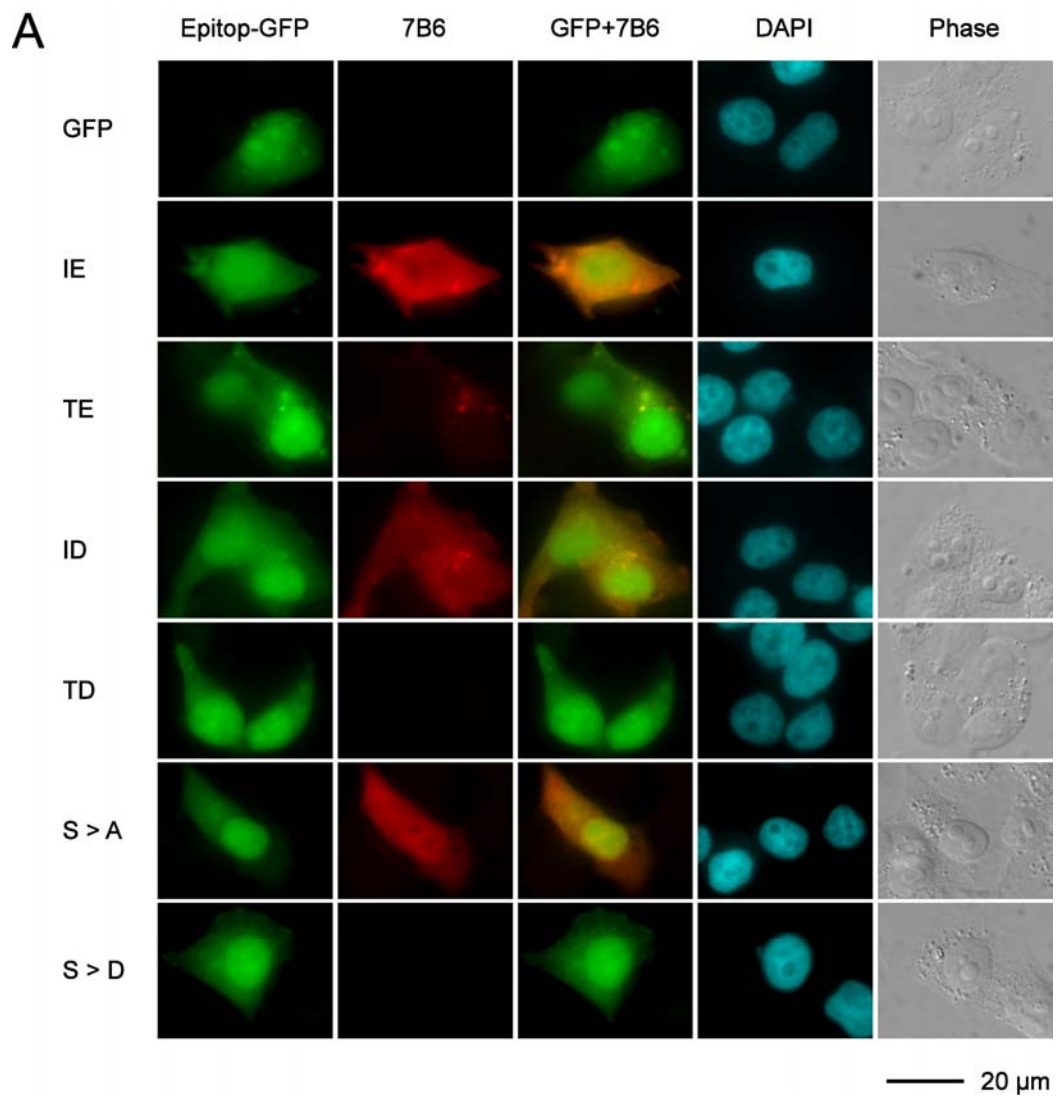 A
Epitop-GFP 7B6 GFP+7B6 DAPI Phase
GFP
IE
TE
ID
TD
S > A
S > D
20 µm